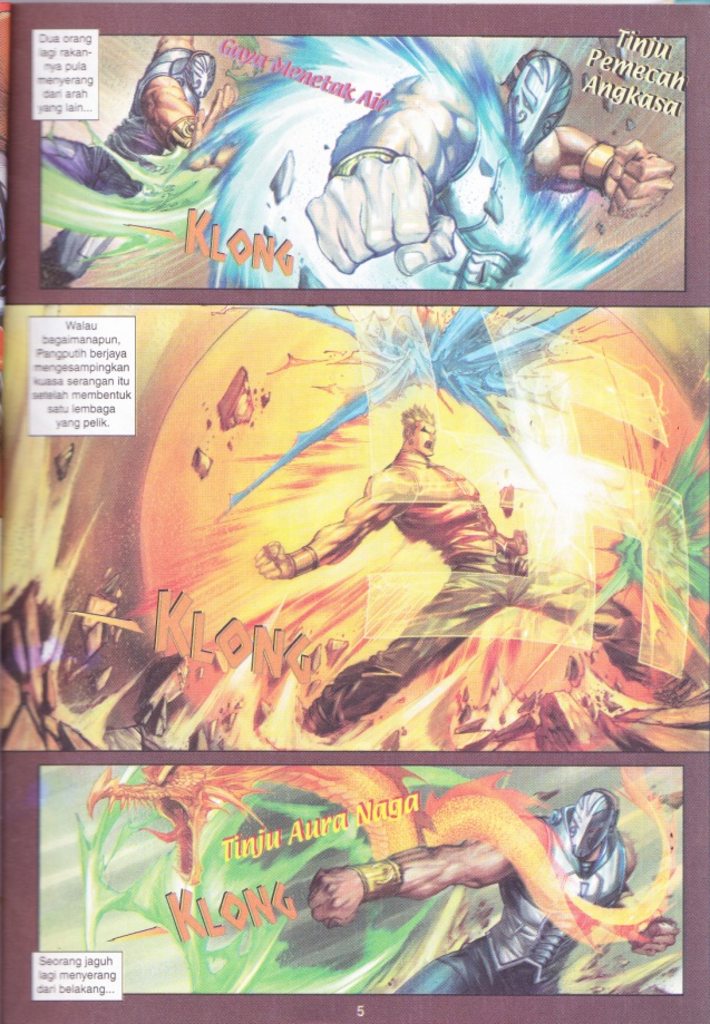 Dua orang
lagi rakan-
nya pula
menyerang
dari arah
yang lain...
Gaya Menetak Air
Tinju
Pemecah
Angkasa
KLONG
Walau
bagaimanapun,
Pangputih berjaya
mengesampingkan
kuasa serangan itu
setelah membentuk
satu lembaga
yang pelik.
KLONG
Tinju Aura Naga
KLONG
Seorang jaguh
lagi menyerang
dari belakang...
5